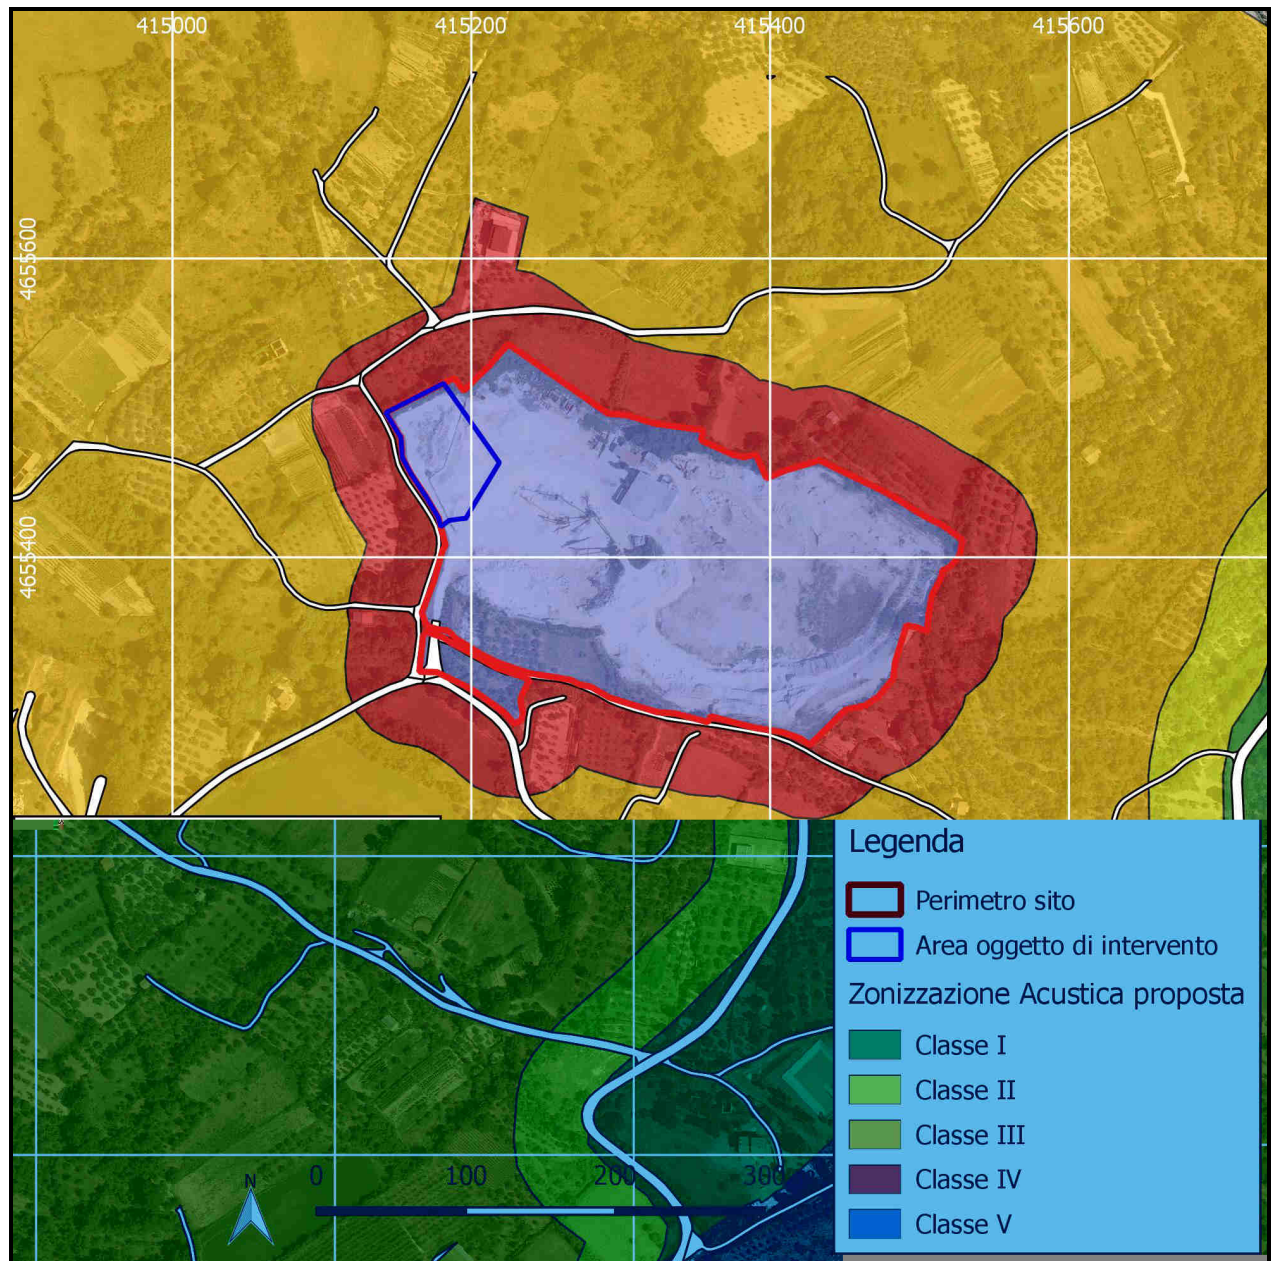 415000 415200 415400 415600
4655600
4655400
Legenda
Perimetro sito
Area oggetto di intervento
Zonizzazione Acustica proposta
Classe I
Classe II
Classe III
Classe IV
Classe V
N
0 100 200 300